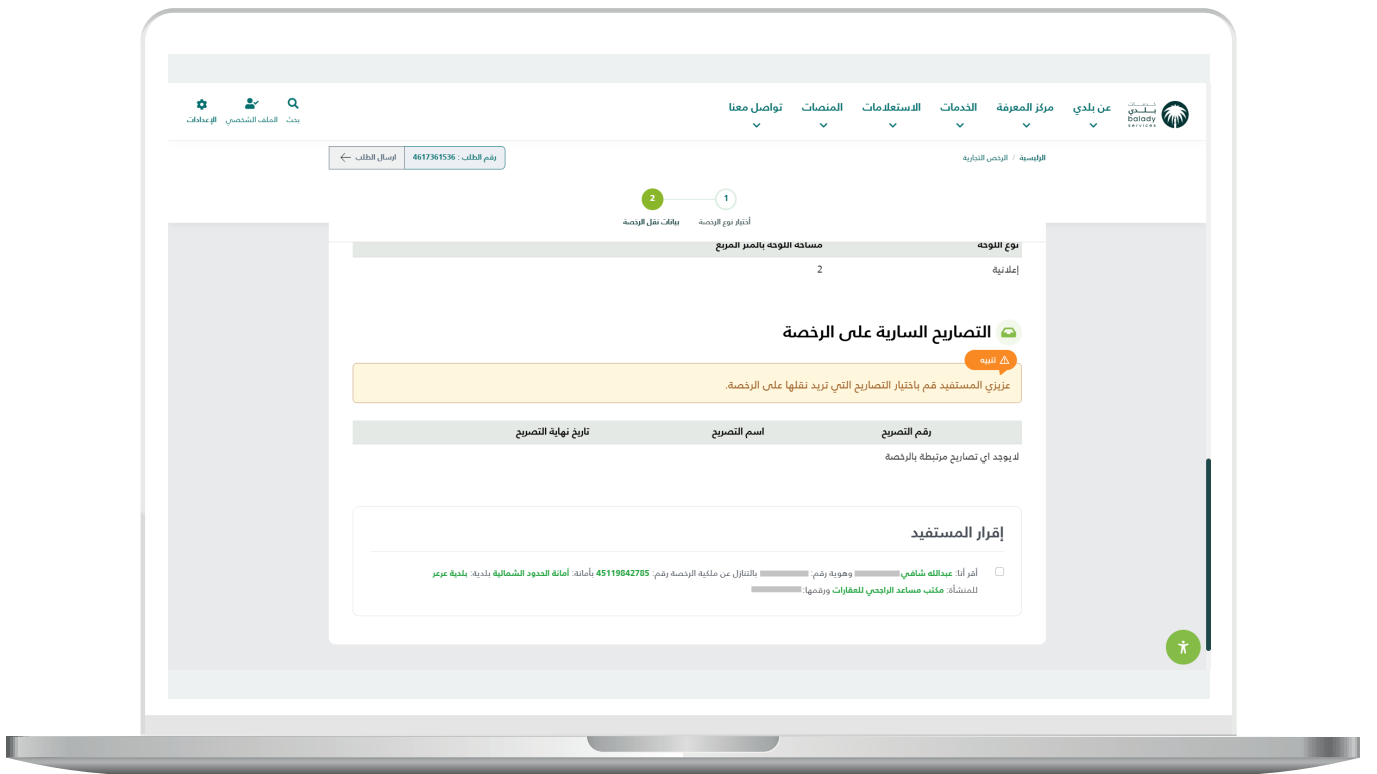 خدمات
بلدي
balady
services
عن بلدي
مركز المعرفة
الخدمات
الاستعلامات
المنصات
تواصل معنا
بحث
الملف الشخصي
الإعدادات
الرئيسية / الرخص التجارية
رقم الطلب : 4617361536
ارسال الطلب
1
2
أختيار نوع الرخصة
بيانات نقل الرخصة
نوع اللوحة مساحة اللوحة بالمتر المربع
إعلانية 2
التصاريح السارية على الرخصة
تنبيه
عزيزي المستفيد قم باختيار التصاريح التي تريد نقلها على الرخصة.
رقم التصريح اسم التصريح تاريخ نهاية التصريح
لايوجد اي تصاريح مرتبطة بالرخصة
إقرار المستفيد
أقر أنا: عبدالله شافي وهوية رقم: بالتنازل عن ملكية الرخصة رقم: 45119842785 بأمانة: أمانة الحدود الشمالية بلدية: بلدية عرعر
للمنشأة: مكتب مساعد الراجحي للعقارات ورقمها: